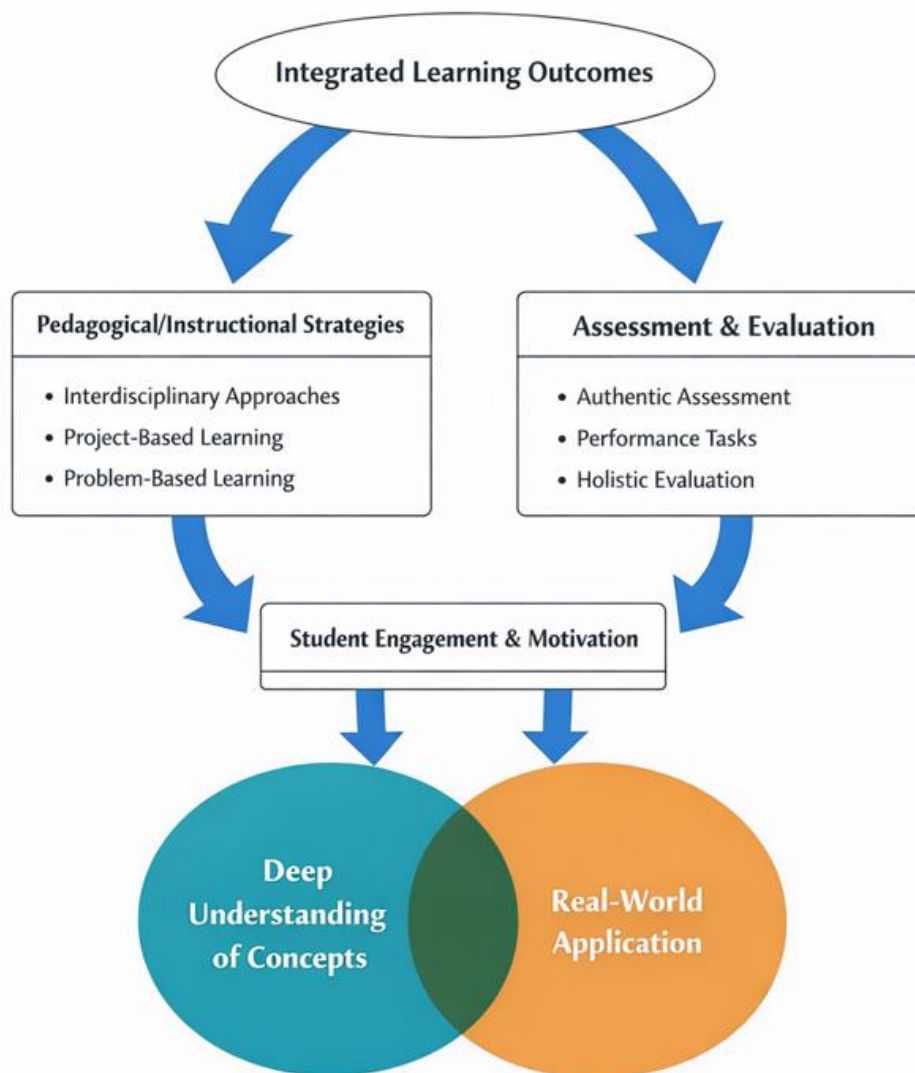 Integrated Learning Outcomes
Pedagogical/Instructional Strategies
• Interdisciplinary Approaches
• Project-Based Learning
• Problem-Based Learning
Assessment & Evaluation
• Authentic Assessment
• Performance Tasks
• Holistic Evaluation
Student Engagement & Motivation
Deep
Understanding
of Concepts
Real-World
Application